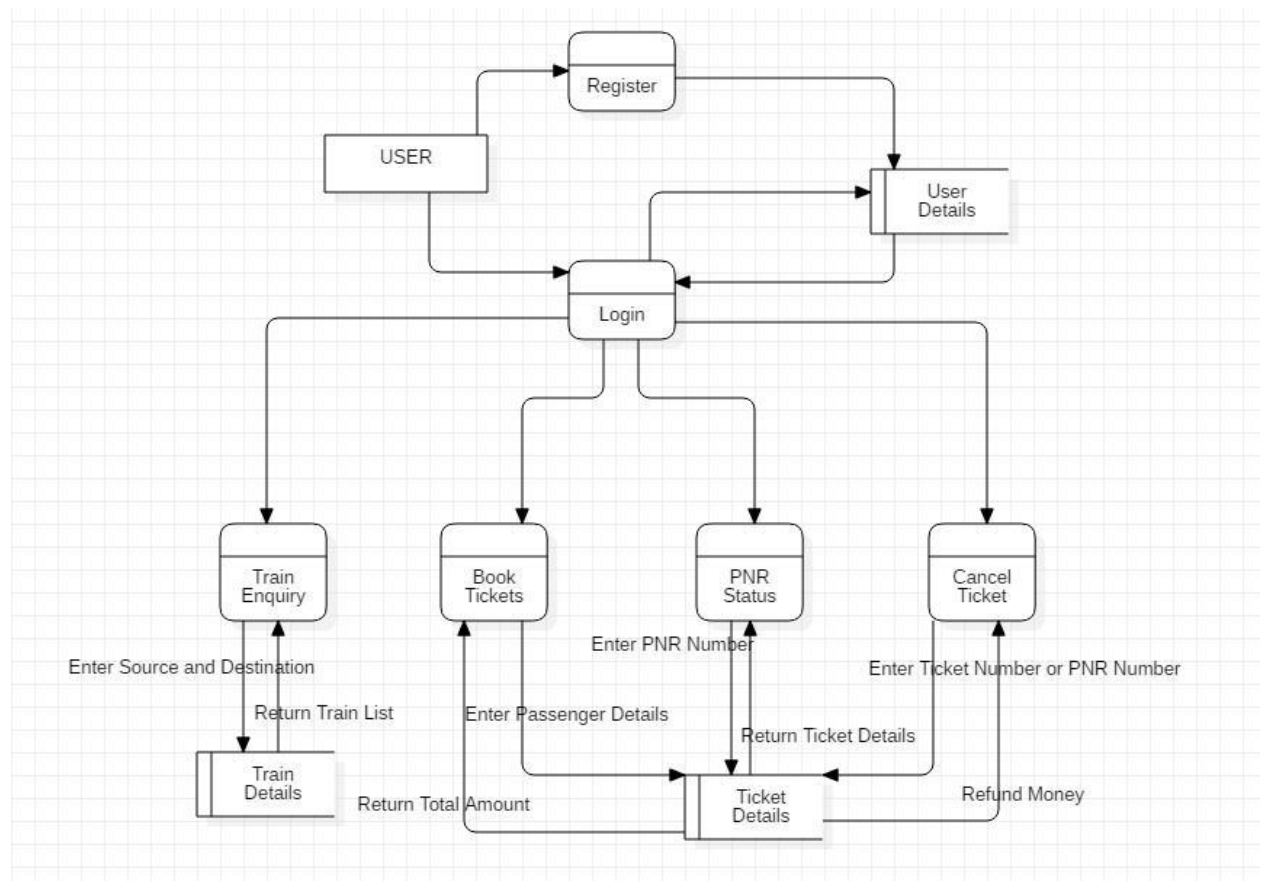 Register
USER
User
Details
Login
Train
Enquiry
Book
Tickets
PNR
Status
Cancel
Ticket
Enter PNR Number
Enter Source and Destination
Enter Ticket Number or PNR Number
Return Train List
Enter Passenger Details
Return Ticket Details
Train
Details
Return Total Amount
Ticket
Details
Refund Money